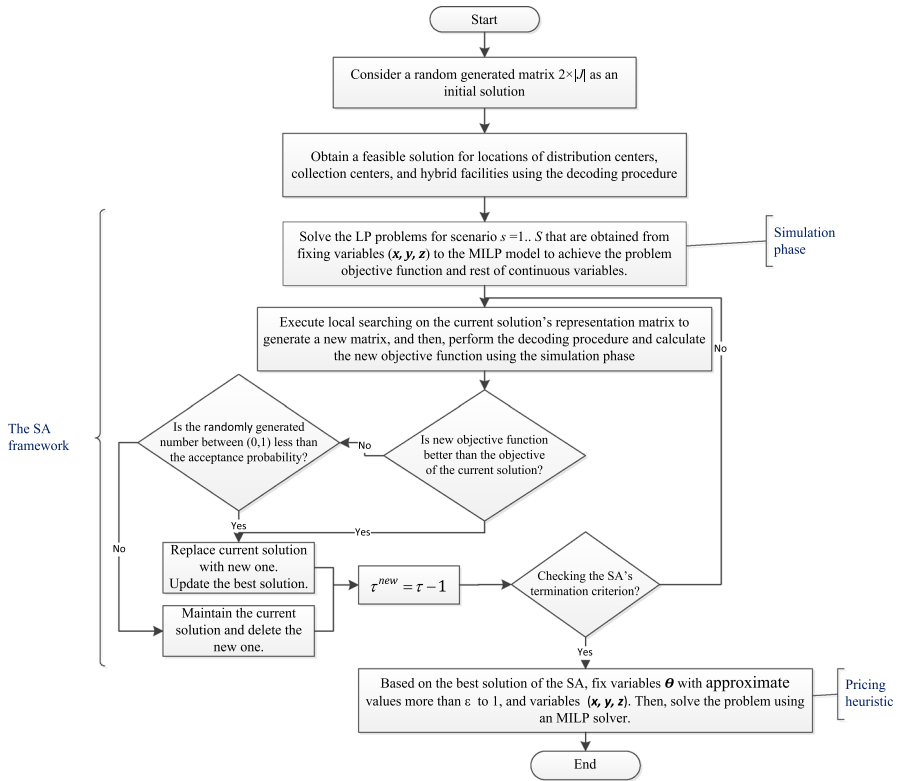 Start
Consider a random generated matrix 2×|J| as an
initial solution
Obtain a feasible solution for locations of distribution centers,
collection centers, and hybrid facilities using the decoding procedure
Solve the LP problems for scenario s =1.. S that are obtained from
fixing variables (x, y, z) to the MILP model to achieve the problem
objective function and rest of continuous variables.
Simulation
phase
Execute local searching on the current solution's representation matrix to
generate a new matrix, and then, perform the decoding procedure and calculate
the new objective function using the simulation phase
No
The SA
framework
Is the randomly generated
number between (0,1) less than
the acceptance probability?
No
Is new objective function
better than the objective
of the current solution?
Yes
Yes
No
Replace current solution
with new one.
Update the best solution.
Maintain the current
solution and delete the
new one.
τ^new = τ − 1
Checking the SA's
termination criterion?
Yes
Based on the best solution of the SA, fix variables θ with approximate
values more than ε to 1, and variables (x, y, z). Then, solve the problem using
an MILP solver.
Pricing
heuristic
End